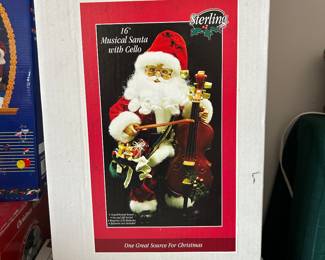 16"
Musical Santa
with Cello
Sterling
One Great Source For Christmas